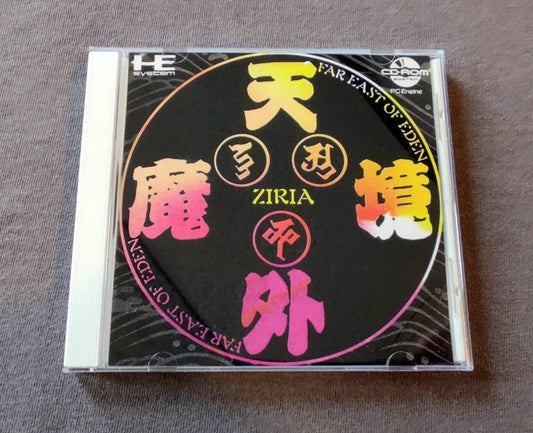 HE
system
CD-ROM
SYSTEM
PC Engine
天
外
魔
境
ZIRIA
FAR EAST OF EDEN
FAR EAST OF EDEN